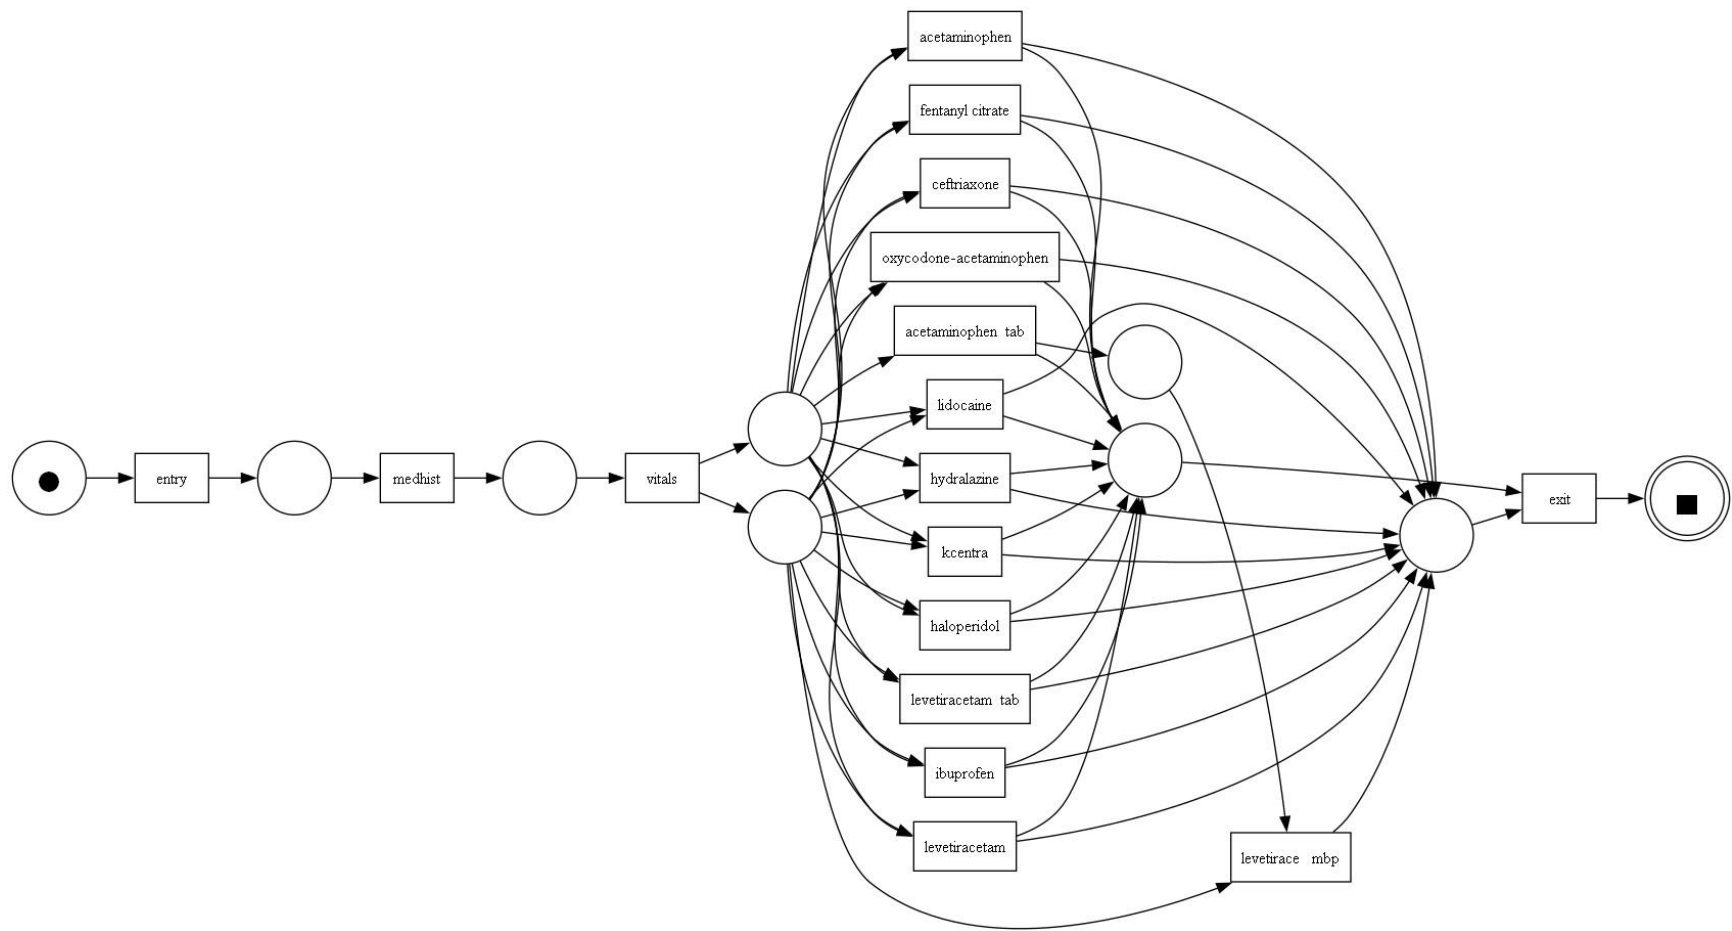 entry
medhist
vitals
acetaminophen
fentanyl citrate
ceftriaxone
oxycodone-acetaminophen
acetaminophen tab
lidocaine
hydralazine
kcentra
haloperidol
levetiracetam tab
ibuprofen
levetiracetam
levetirace mbp
exit